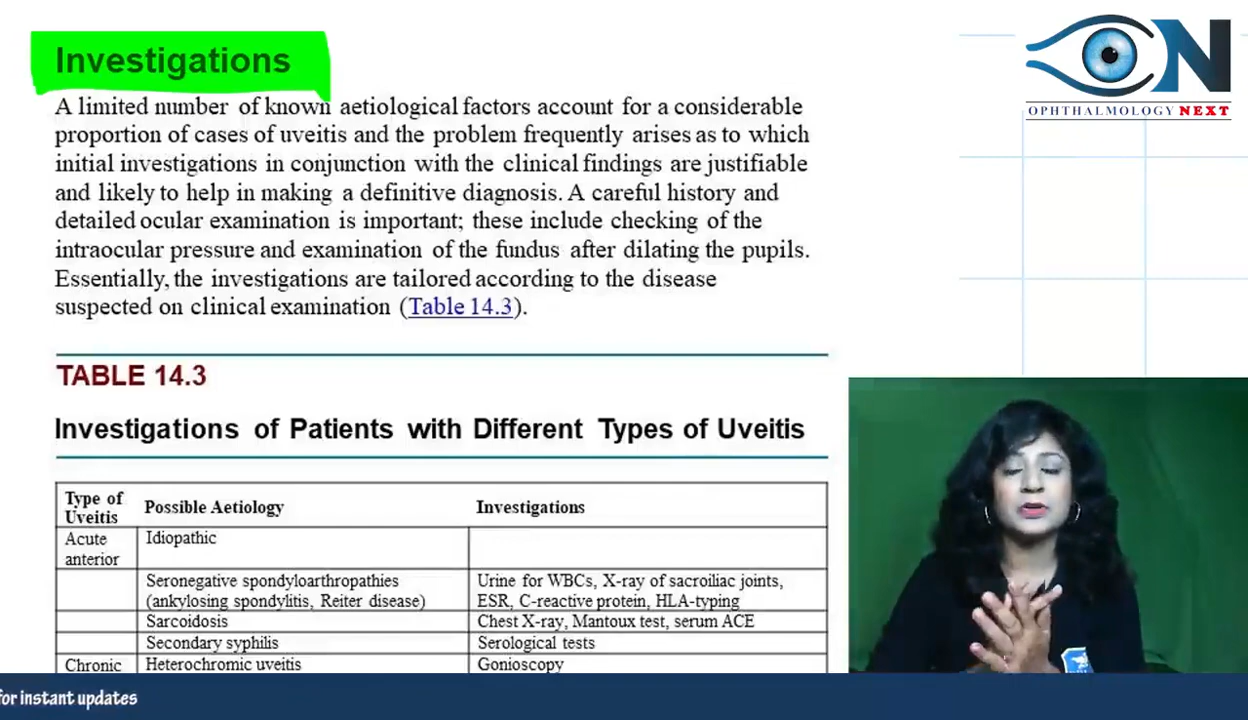 Investigations
A limited number of known aetiological factors account for a considerable
proportion of cases of uveitis and the problem frequently arises as to which
initial investigations in conjunction with the clinical findings are justifiable
and likely to help in making a definitive diagnosis. A careful history and
detailed ocular examination is important; these include checking of the
intraocular pressure and examination of the fundus after dilating the pupils.
Essentially, the investigations are tailored according to the disease
suspected on clinical examination (Table 14.3).
TABLE 14.3
Investigations of Patients with Different Types of Uveitis
Type of
Uveitis
Possible Aetiology
Investigations
Acute
anterior
Idiopathic
Seronegative spondyloarthropathies
(ankylosing spondylitis, Reiter disease)
Urine for WBCs, X-ray of sacroiliac joints,
ESR, C-reactive protein, HLA-typing
Sarcoidosis
Chest X-ray, Mantoux test, serum ACE
Secondary syphilis
Serological tests
Chronic
Heterochromic uveitis
Gonioscopy
ON
OPHTHALMOLOGY NEXT
for instant updates